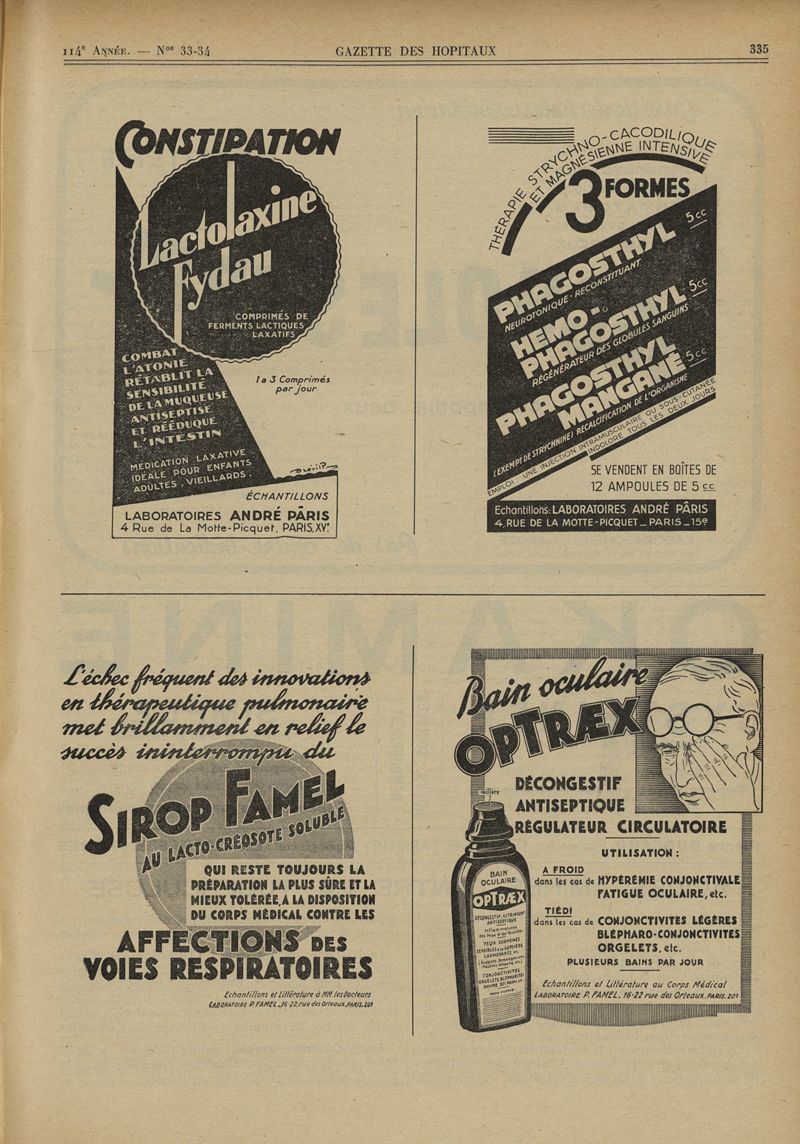 114e Année. — Nos 33-34
GAZETTE DES HOPITAUX
335
CONSTIPATION
Lactolaxine
Fydau
COMPRIMÉS DE
FERMENTS LACTIQUES
LAXATIFS
COMBAT
L'ATONIE
RÉTABLIT LA
SENSIBILITÉ
DE LA MUQUEUSE
ANTISEPTISE
ET RÉÉDUQUE
L'INTESTIN
1 a 3 Comprimés
par jour
MÉDICATION LAXATIVE
IDÉALE POUR ENFANTS
ADULTES, VIEILLARDS.
ÉCHANTILLONS
LABORATOIRES ANDRÉ PÂRIS
4 Rue de La Motte-Picquet, PARIS, XVe
THÉRAPIE STRYCHNO-CACODILIQUE
ET MAGNÉSIENNE INTENSIVE
3 FORMES
PHAGOSTHYL 5cc
NEUROTONIQUE-RECONSTITUANT
HEMO-
PHAGOSTHYL 5cc
RÉGÉNÉRATEUR DES GLOBULES SANGUINS
PHAGOSTHYL
MANGANÉ 5cc
(EXEMPT DE STRYCHNINE) RECALCIFICATION DE L'ORGANISME
EMPLOI: UNE INJECTION INTRAMUSCULAIRE OU SOUS-CUTANÉE
INDOLORE TOUS LES DEUX JOURS
SE VENDENT EN BOÎTES DE
12 AMPOULES DE 5 cc
Echantillons: LABORATOIRES ANDRÉ PÂRIS
4, RUE DE LA MOTTE-PICQUET_ PARIS_15e
L'échec fréquent des innovations
en thérapeutique pulmonaire
met brillamment en relief le
succès ininterrompu du
SIROP FAMEL
AU LACTO-CRÉOSOTE SOLUBLE
QUI RESTE TOUJOURS LA
PRÉPARATION LA PLUS SÛRE ET LA
MIEUX TOLÉRÉE, A LA DISPOSITION
DU CORPS MÉDICAL CONTRE LES
AFFECTIONS DES
VOIES RESPIRATOIRES
Echantillons et Littérature à MM. les Docteurs
LABORATOIRE P. FAMEL_16-22, rue des Orteaux_PARIS.20e
Bain oculaire
OPTRÆX
DÉCONGESTIF
ANTISEPTIQUE
RÉGULATEUR CIRCULATOIRE
UTILISATION :
A FROID
dans les cas de HYPÉRÉMIE CONJONCTIVALE
FATIGUE OCULAIRE, etc.
TIÉDI
dans les cas de CONJONCTIVITES LÉGÈRES
BLÉPHARO-CONJONCTIVITES
ORGELETS, etc.
PLUSIEURS BAINS PAR JOUR
BAIN
OCULAIRE
OPTRÆX
Echantillons et Littérature au Corps Médical
LABORATOIRE P. FAMEL. 16-22 rue des Orteaux. PARIS. 20e